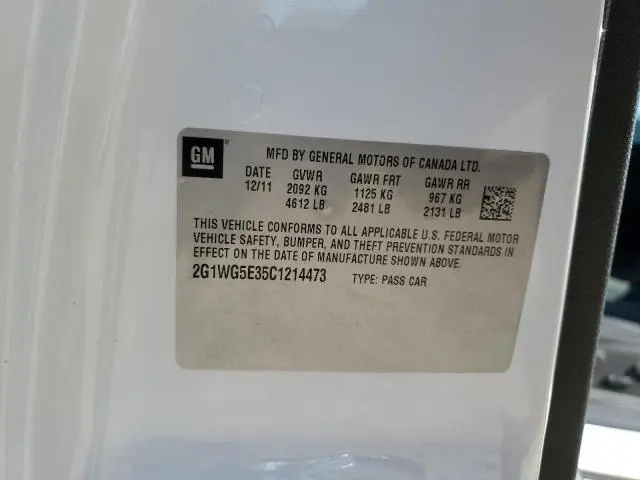 GM
MFD BY GENERAL MOTORS OF CANADA LTD.
DATE GVWR GAWR FRT GAWR RR
12/11 2092 KG 1125 KG 967 KG
4612 LB 2481 LB 2131 LB
THIS VEHICLE CONFORMS TO ALL APPLICABLE U.S. FEDERAL MOTOR
VEHICLE SAFETY, BUMPER, AND THEFT PREVENTION STANDARDS IN
EFFECT ON THE DATE OF MANUFACTURE SHOWN ABOVE.
2G1WG5E35C1214473 TYPE: PASS CAR